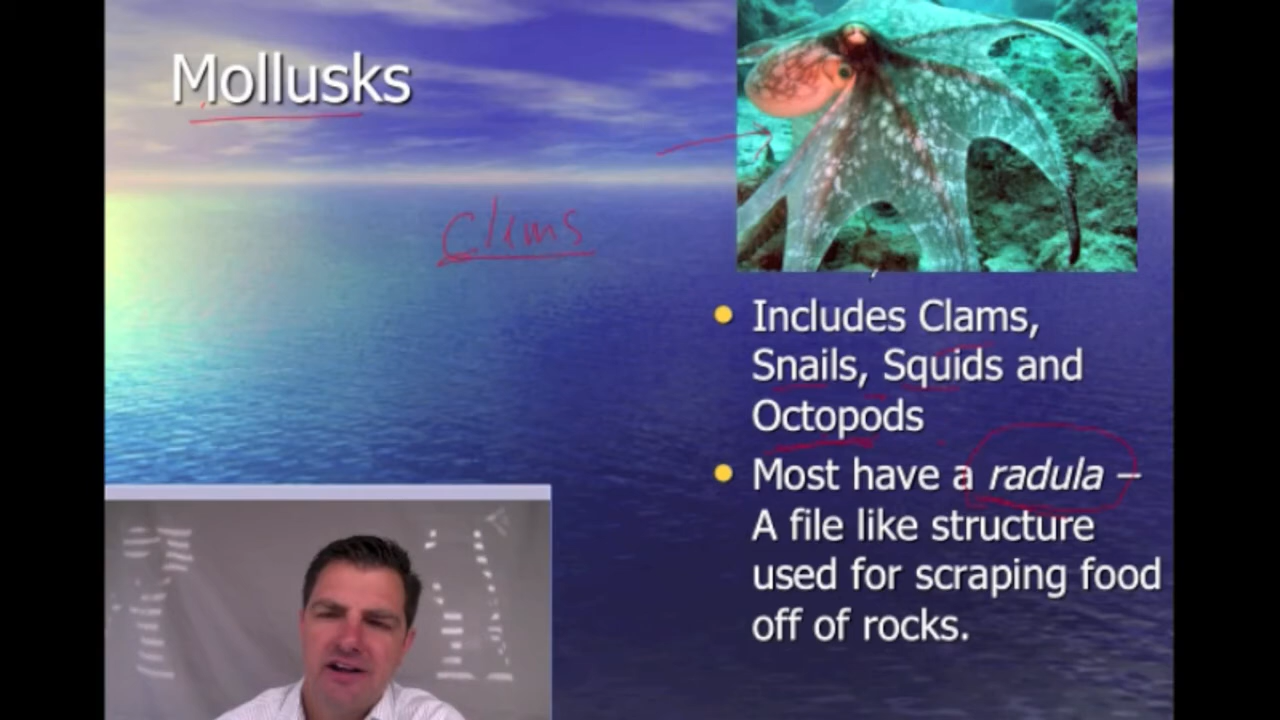 Mollusks
Clams
Includes Clams,
Snails, Squids and
Octopods
Most have a radula –
A file like structure
used for scraping food
off of rocks.